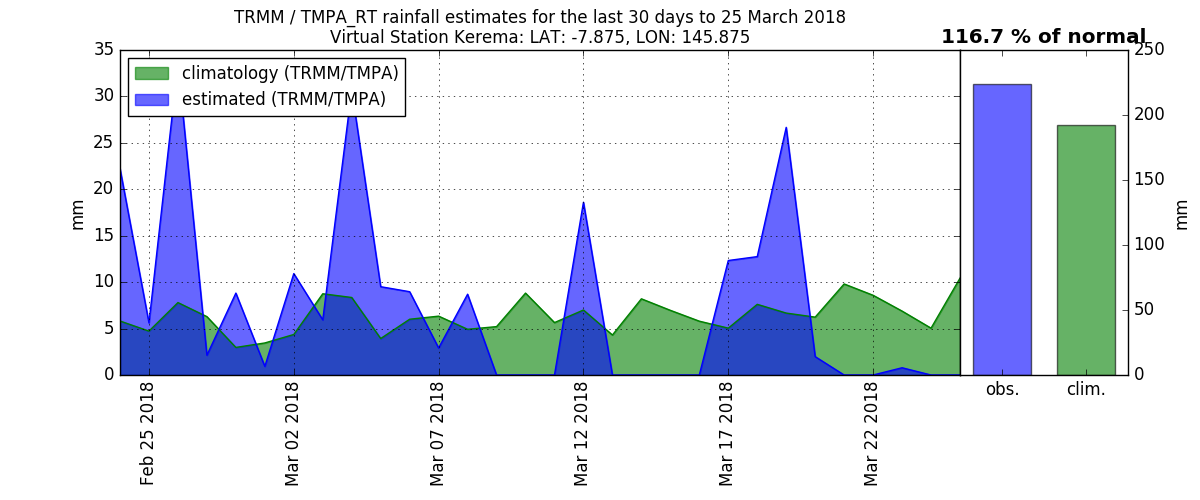 TRMM / TMPA_RT rainfall estimates for the last 30 days to 25 March 2018
Virtual Station Kerema: LAT: -7.875, LON: 145.875
116.7 % of normal
climatology (TRMM/TMPA)
estimated (TRMM/TMPA)
mm
35
30
25
20
15
10
5
0
Feb 25 2018
Mar 02 2018
Mar 07 2018
Mar 12 2018
Mar 17 2018
Mar 22 2018
obs.
clim.
250
200
150
100
50
0
mm